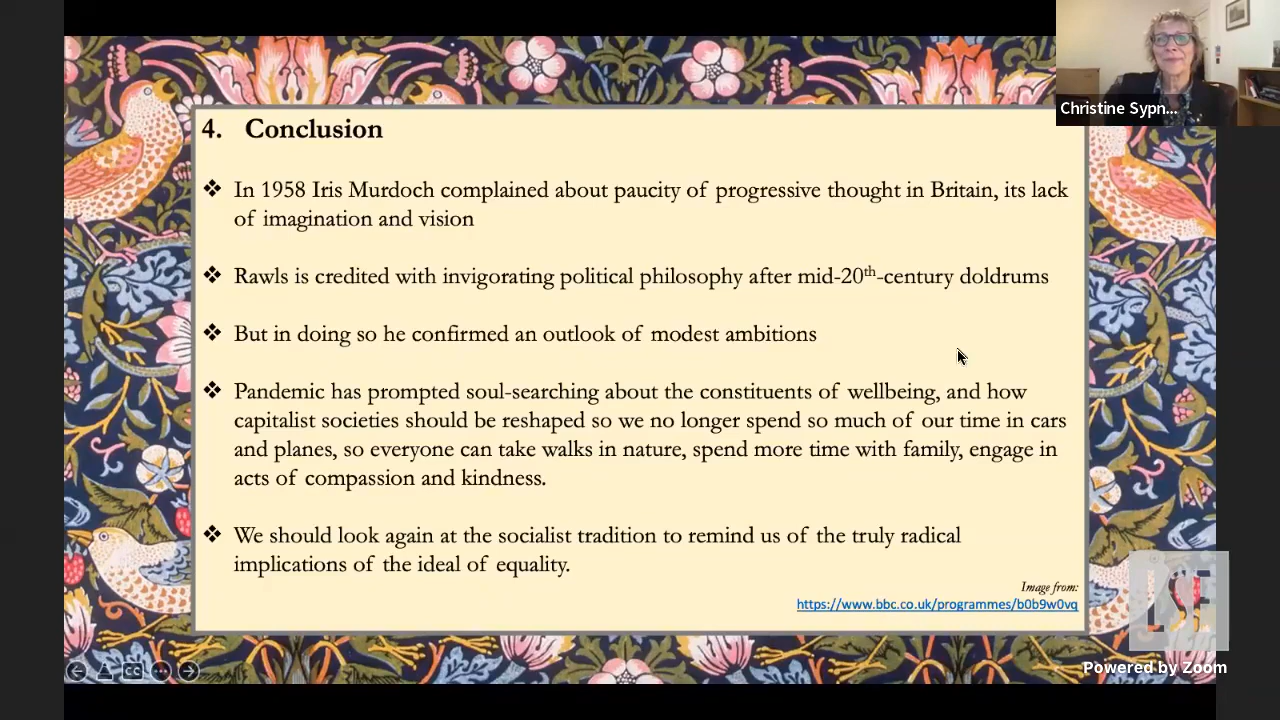 Christine Sypn...
4. Conclusion
❖ In 1958 Iris Murdoch complained about paucity of progressive thought in Britain, its lack
of imagination and vision
❖ Rawls is credited with invigorating political philosophy after mid-20th-century doldrums
❖ But in doing so he confirmed an outlook of modest ambitions
❖ Pandemic has prompted soul-searching about the constituents of wellbeing, and how
capitalist societies should be reshaped so we no longer spend so much of our time in cars
and planes, so everyone can take walks in nature, spend more time with family, engage in
acts of compassion and kindness.
❖ We should look again at the socialist tradition to remind us of the truly radical
implications of the ideal of equality.
Image from:
https://www.bbc.co.uk/programmes/b0b9w0vq
CC
Powered by Zoom